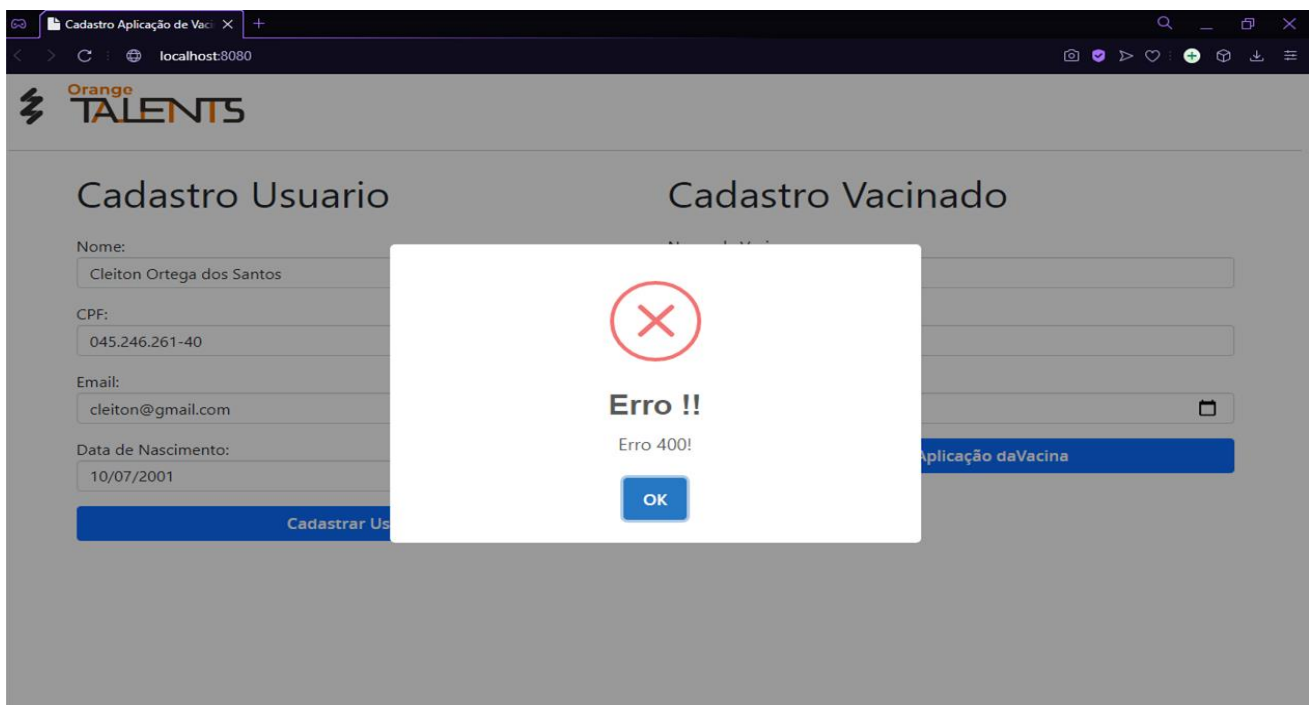 Cadastro Aplicação de Vaci
localhost:8080
Orange
TALENTS
Cadastro Usuario
Nome:
Cleiton Ortega dos Santos
CPF:
045.246.261-40
Email:
cleiton@gmail.com
Data de Nascimento:
10/07/2001
Cadastrar Us
Cadastro Vacinado
Aplicação daVacina
Erro !!
Erro 400!
OK